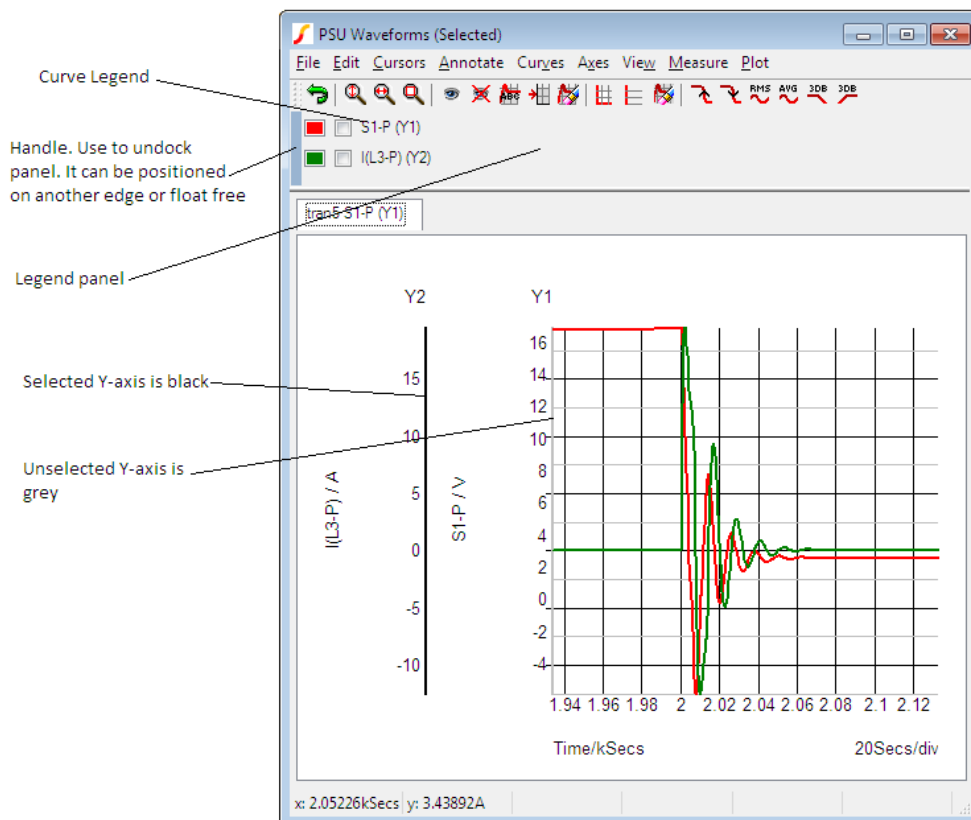 PSU Waveforms (Selected)
File Edit Cursors Annotate Curves Axes View Measure Plot
ABC RMS AVG 3DB 3DB
Curve Legend
S1-P (Y1)
I(L3-P) (Y2)
Handle. Use to undock
panel. It can be positioned
on another edge or float free
tran5 S1-P (Y1)
Legend panel
Y2
Y1
Selected Y-axis is black
Unselected Y-axis is
grey
I(L3-P) / A
15
10
5
0
-5
-10
S1-P / V
16
14
12
10
8
6
4
2
0
-2
-4
1.94 1.96 1.98 2 2.02 2.04 2.06 2.08 2.1 2.12
Time/kSecs 20Secs/div
x: 2.05226kSecs y: 3.43892A